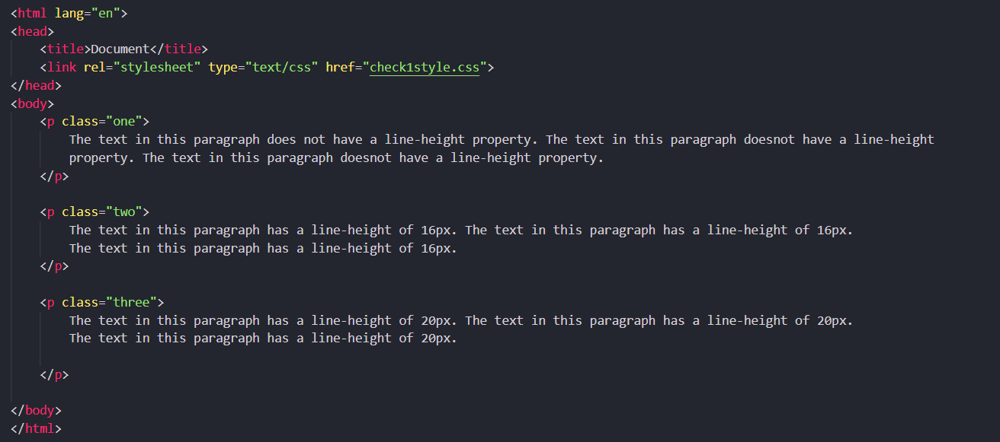 <html lang="en">
<head>
    <title>Document</title>
    <link rel="stylesheet" type="text/css" href="check1style.css">
</head>
<body>
    <p class="one">
        The text in this paragraph does not have a line-height property. The text in this paragraph doesnot have a line-height
        property. The text in this paragraph doesnot have a line-height property.
    </p>

    <p class="two">
        The text in this paragraph has a line-height of 16px. The text in this paragraph has a line-height of 16px.
        The text in this paragraph has a line-height of 16px.
    </p>

    <p class="three">
        The text in this paragraph has a line-height of 20px. The text in this paragraph has a line-height of 20px.
        The text in this paragraph has a line-height of 20px.

    </p>

</body>
</html>